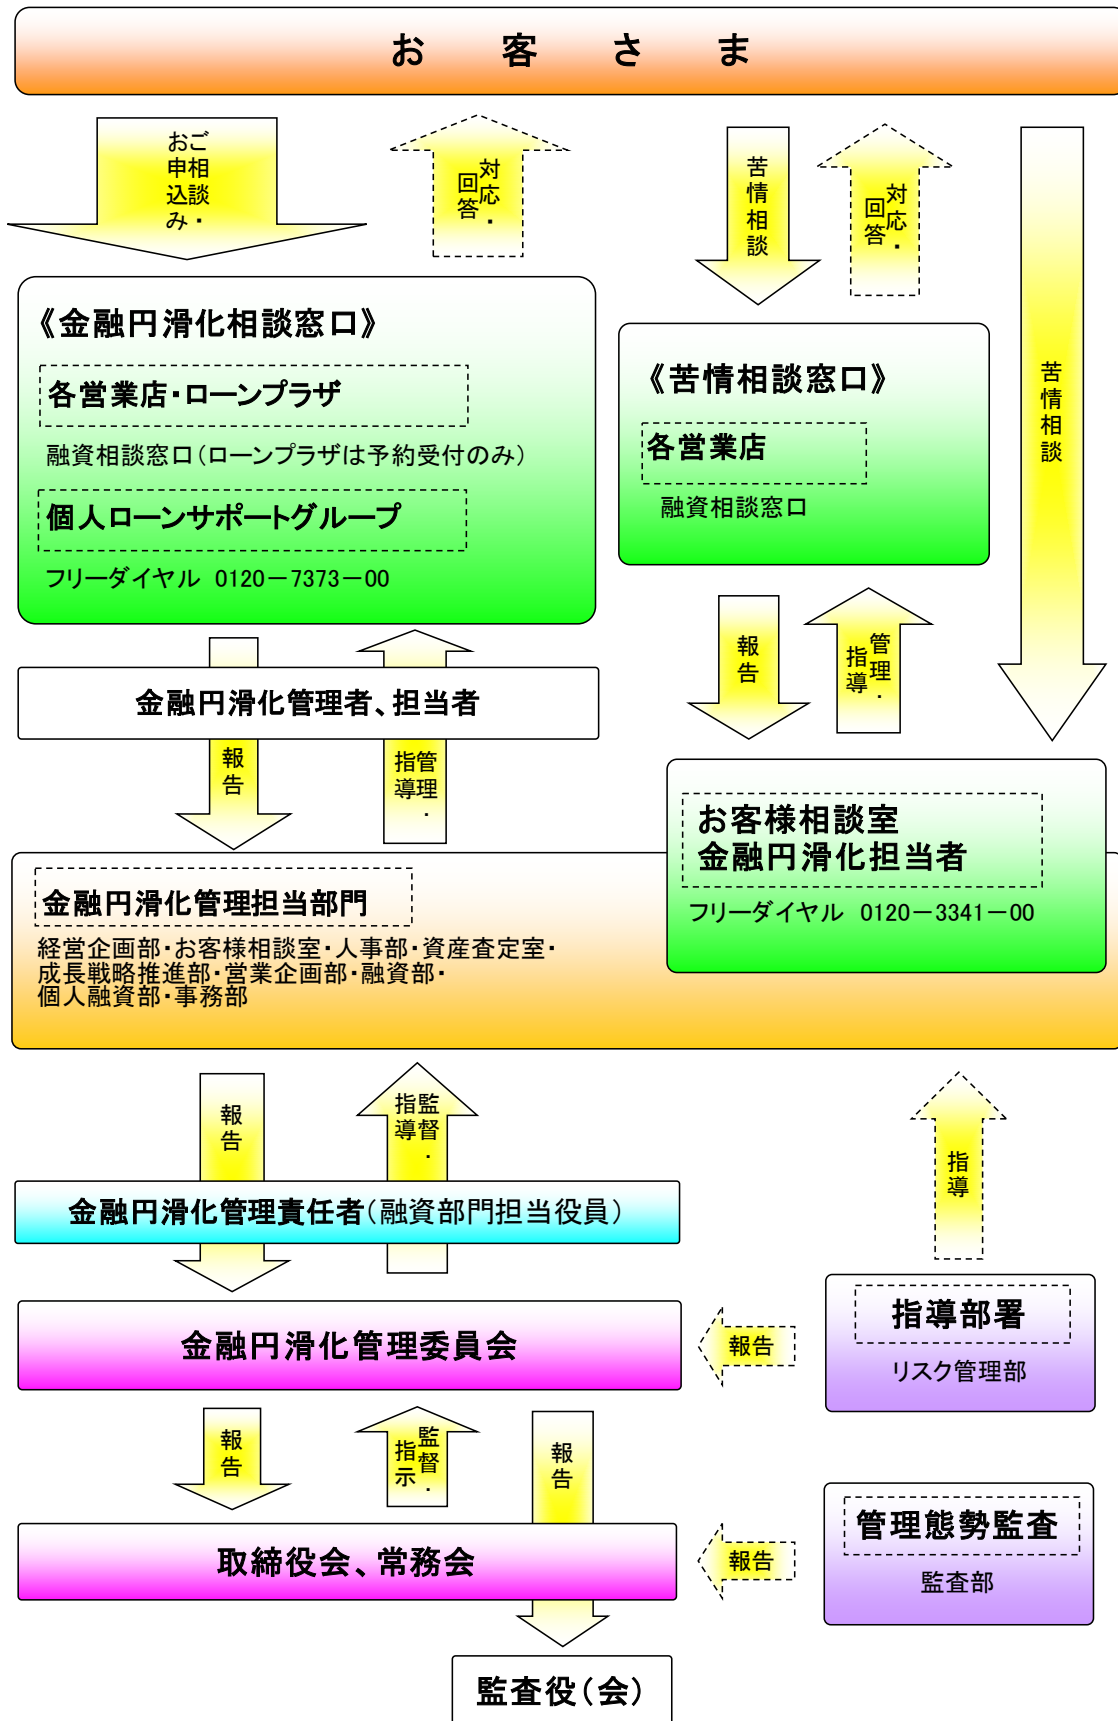 お客さま
ご相談・
お申込み
対応・
回答
苦情相談
対応・
回答
苦情相談
《金融円滑化相談窓口》
各営業店・ローンプラザ
融資相談窓口（ローンプラザは予約受付のみ）
個人ローンサポートグループ
フリーダイヤル 0120－7373－00
《苦情相談窓口》
各営業店
融資相談窓口
報告
管理・
指導
金融円滑化管理者、担当者
報告
管理・
指導
お客様相談室
金融円滑化担当者
フリーダイヤル 0120－3341－00
金融円滑化管理担当部門
経営企画部・お客様相談室・人事部・資産査定室・
成長戦略推進部・営業企画部・融資部・
個人融資部・事務部
報告
監督・
指導
指導
金融円滑化管理責任者（融資部門担当役員）
金融円滑化管理委員会
報告
指導部署
リスク管理部
報告
監督・
指示
報告
取締役会、常務会
報告
管理態勢監査
監査部
監査役（会）